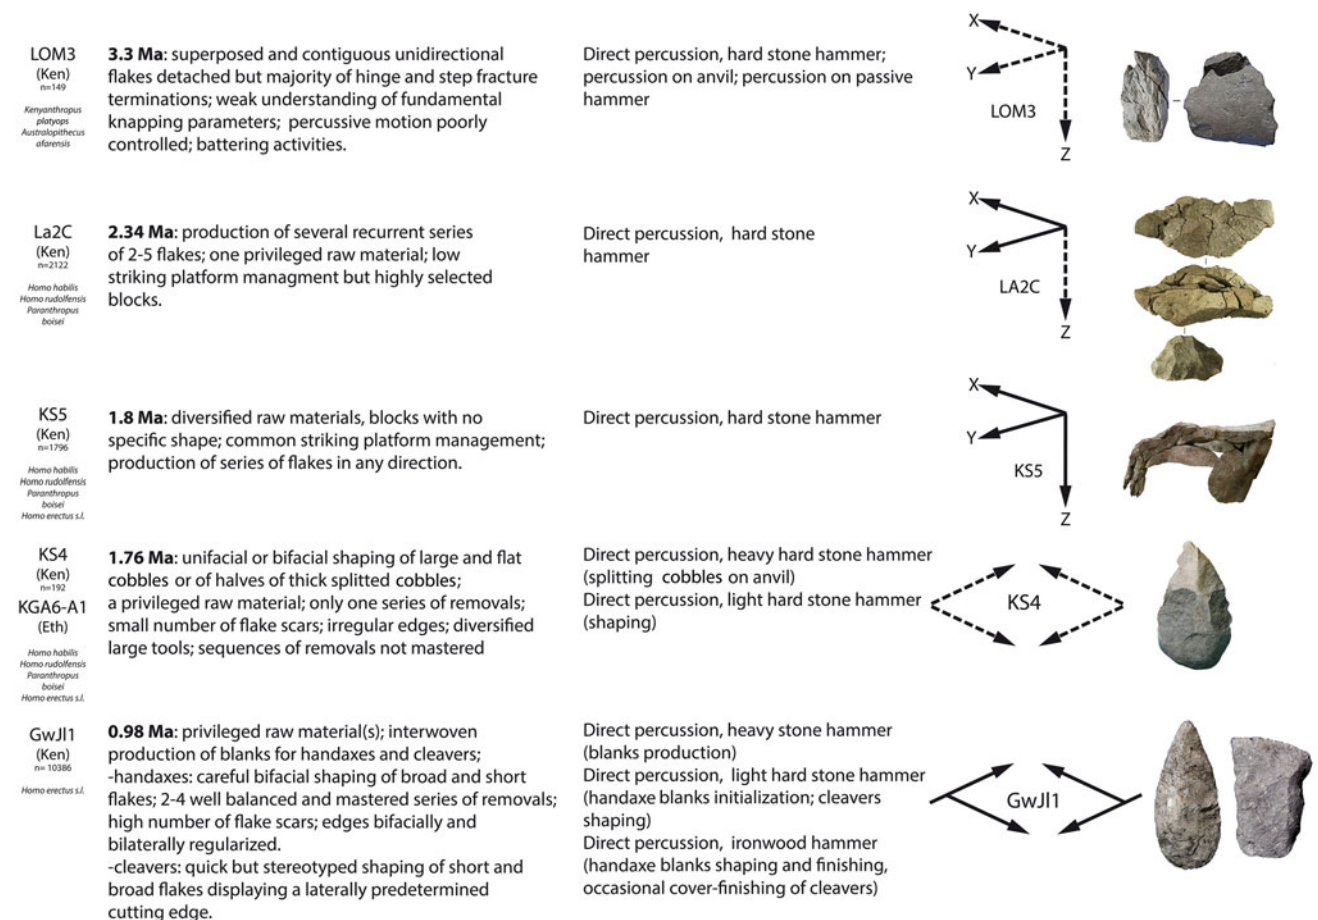 LOM3
(Ken)
n=149
Kenyanthropus
platyops
Australopithecus
afarensis
3.3 Ma: superposed and contiguous unidirectional
flakes detached but majority of hinge and step fracture
terminations; weak understanding of fundamental
knapping parameters; percussive motion poorly
controlled; battering activities.
Direct percussion, hard stone hammer;
percussion on anvil; percussion on passive
hammer
X
Y
LOM3
Z
La2C
(Ken)
n=2122
Homo habilis
Homo rudolfensis
Paranthropus
boisei
2.34 Ma: production of several recurrent series
of 2-5 flakes; one privileged raw material; low
striking platform managment but highly selected
blocks.
Direct percussion, hard stone
hammer
X
Y
LA2C
Z
KS5
(Ken)
n=1796
Homo habilis
Homo rudolfensis
Paranthropus
boisei
Homo erectus s.l.
1.8 Ma: diversified raw materials, blocks with no
specific shape; common striking platform management;
production of series of flakes in any direction.
Direct percussion, hard stone hammer
X
Y
KS5
Z
KS4
(Ken)
n=192
KGA6-A1
(Eth)
Homo habilis
Homo rudolfensis
Paranthropus
boisei
Homo erectus s.l.
1.76 Ma: unifacial or bifacial shaping of large and flat
cobbles or of halves of thick splitted cobbles;
a privileged raw material; only one series of removals;
small number of flake scars; irregular edges; diversified
large tools; sequences of removals not mastered
Direct percussion, heavy hard stone hammer
(splitting cobbles on anvil)
Direct percussion, light hard stone hammer
(shaping)
KS4
GwJl1
(Ken)
n= 10386
Homo erectus s.l.
0.98 Ma: privileged raw material(s); interwoven
production of blanks for handaxes and cleavers;
-handaxes: careful bifacial shaping of broad and short
flakes; 2-4 well balanced and mastered series of removals;
high number of flake scars; edges bifacially and
bilaterally regularized.
-cleavers: quick but stereotyped shaping of short and
broad flakes displaying a laterally predetermined
cutting edge.
Direct percussion, heavy stone hammer
(blanks production)
Direct percussion, light hard stone hammer
(handaxe blanks initialization; cleavers
shaping)
Direct percussion, ironwood hammer
(handaxe blanks shaping and finishing,
occasional cover-finishing of cleavers)
GwJl1